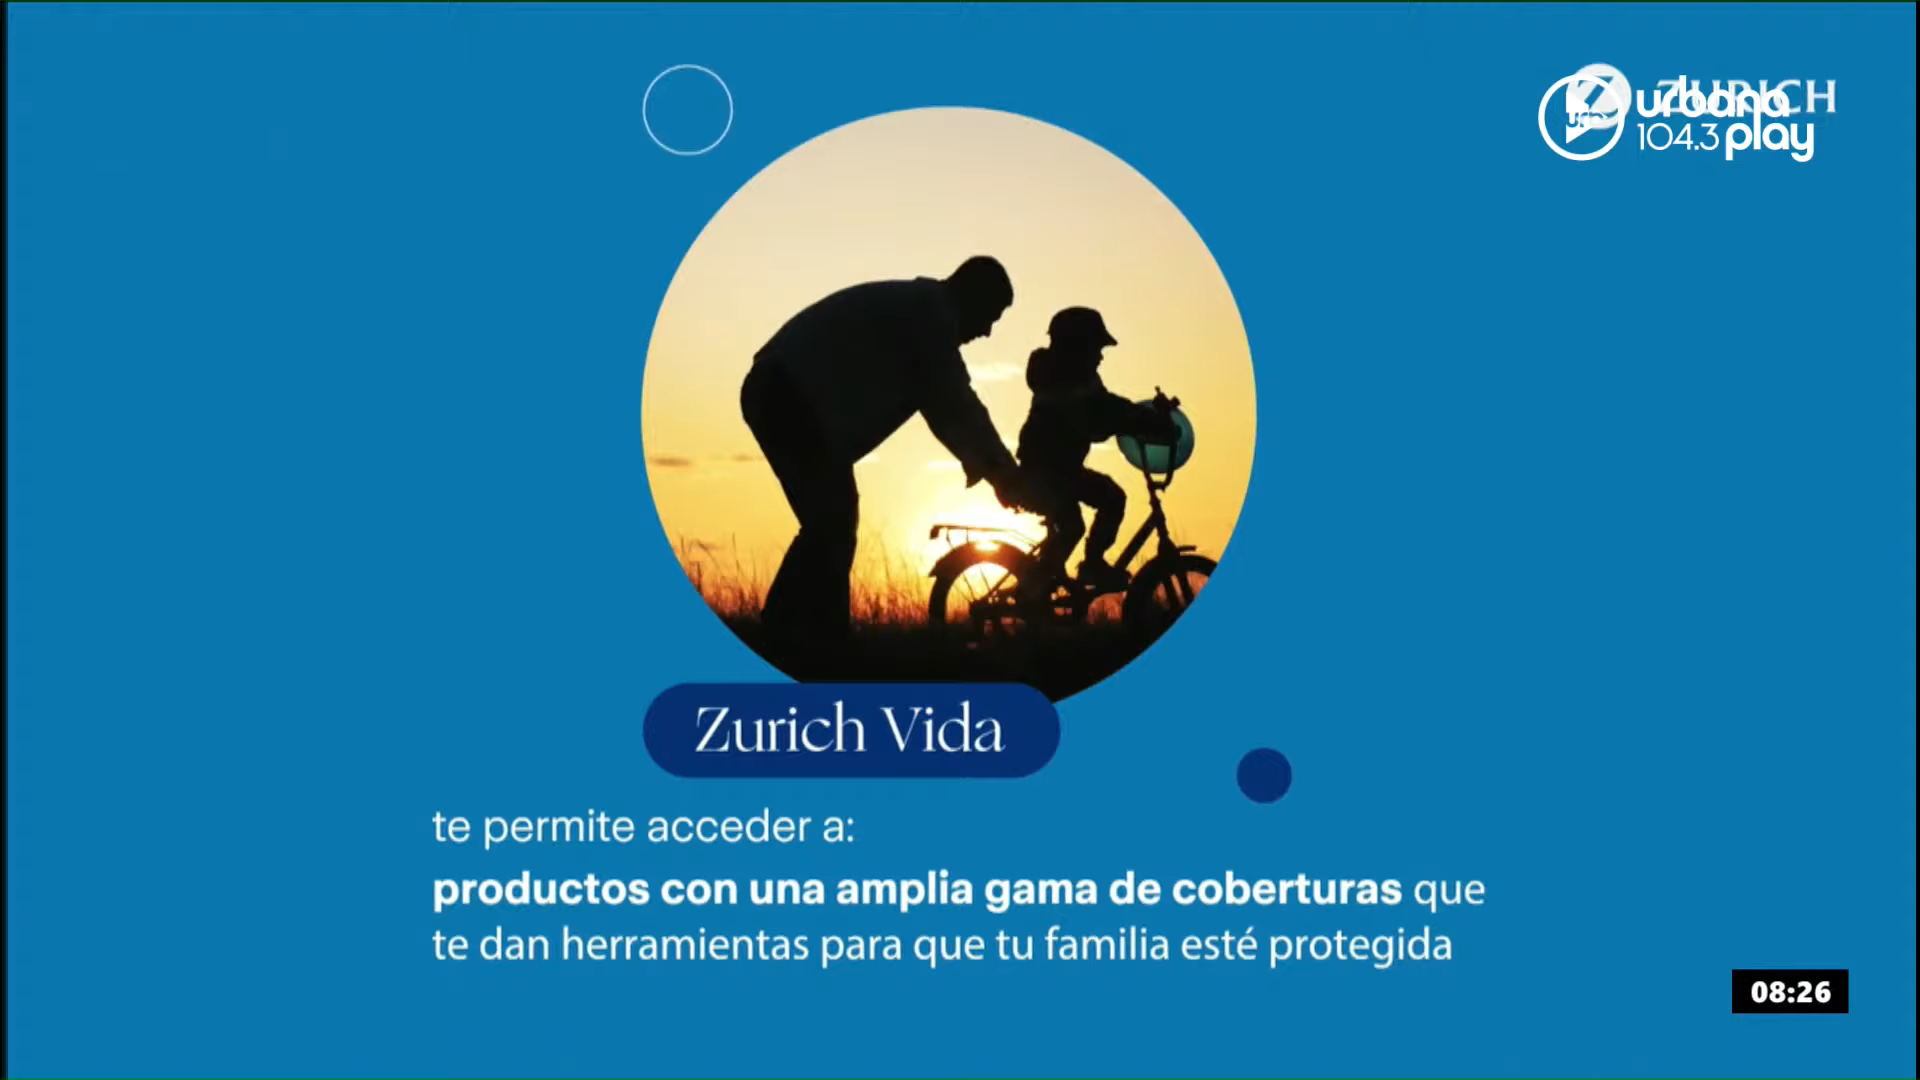 ZURICH
urbana
104.3 play
Zurich Vida
te permite acceder a:
productos con una amplia gama de coberturas que
te dan herramientas para que tu familia esté protegida
08:26